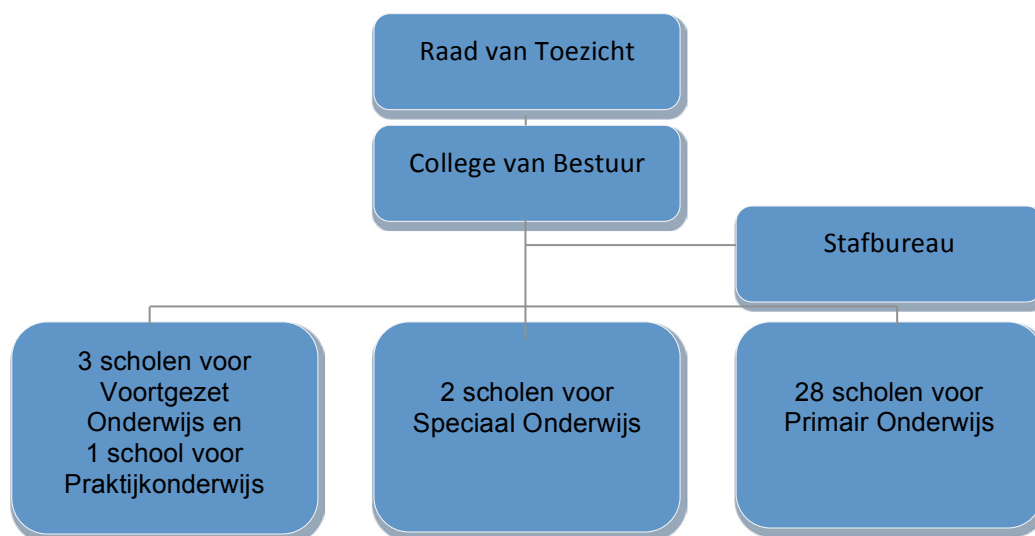 Raad van Toezicht
College van Bestuur
Stafbureau
3 scholen voor
Voortgezet
Onderwijs en
1 school voor
Praktijkonderwijs
2 scholen voor
Speciaal Onderwijs
28 scholen voor
Primair Onderwijs